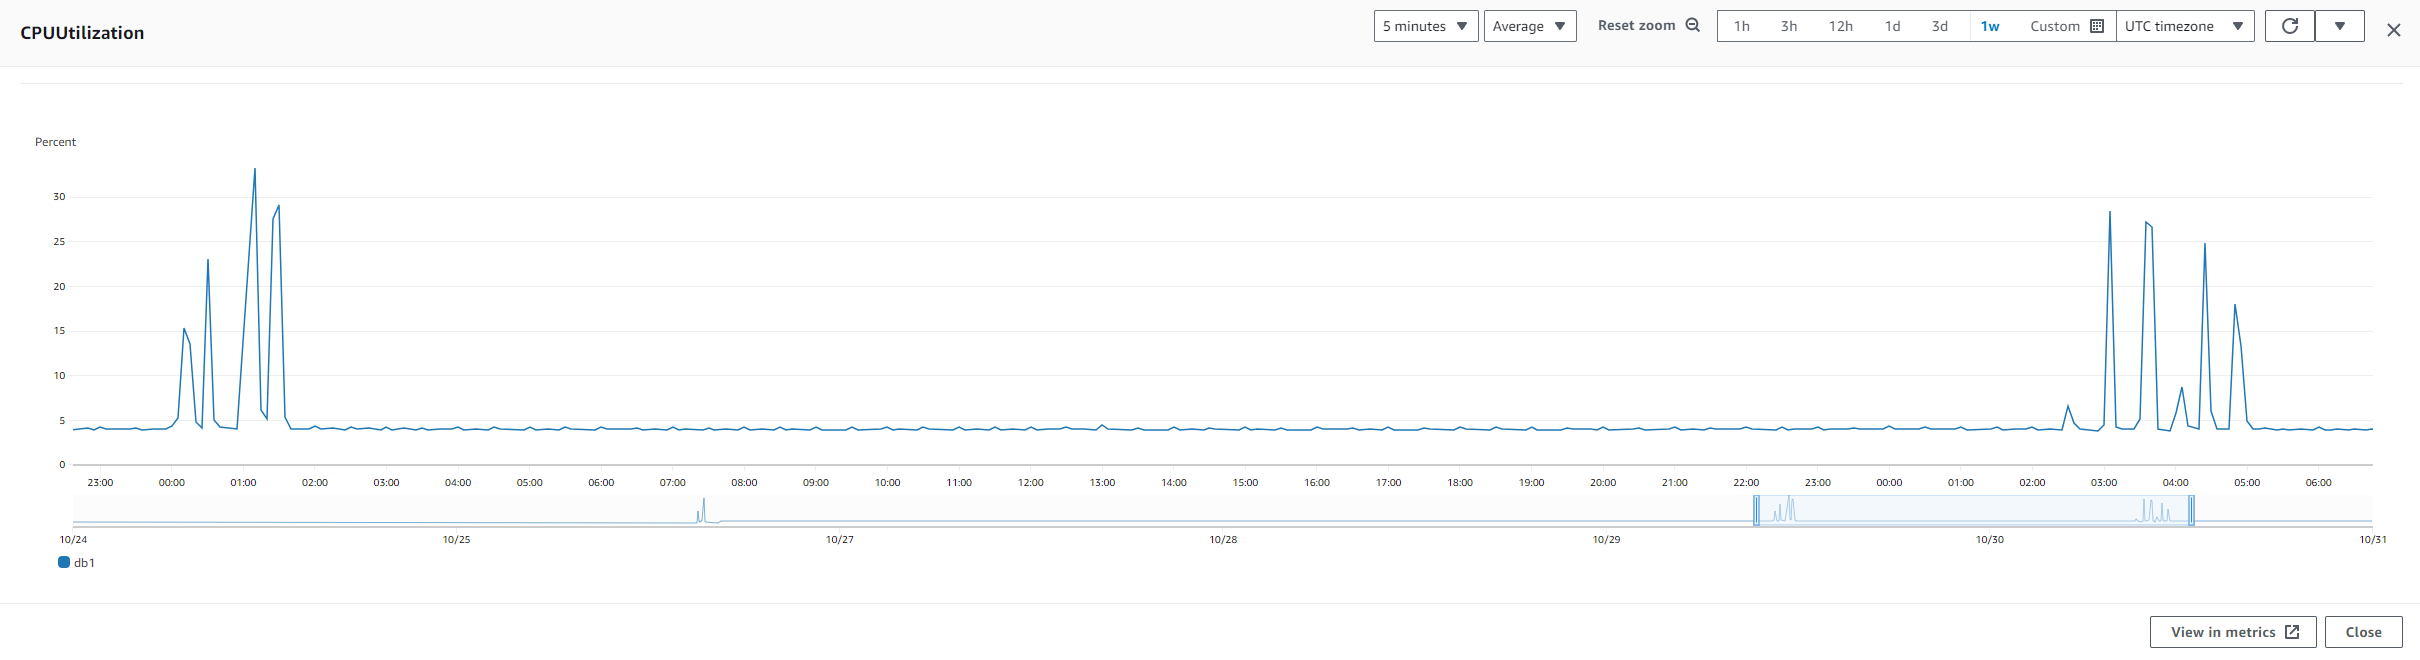 CPUUtilization
5 minutes Average Reset zoom 1h 3h 12h 1d 3d 1w Custom UTC timezone
Percent
30
25
20
15
10
5
0
23:00 00:00 01:00 02:00 03:00 04:00 05:00 06:00 07:00 08:00 09:00 10:00 11:00 12:00 13:00 14:00 15:00 16:00 17:00 18:00 19:00 20:00 21:00 22:00 23:00 00:00 01:00 02:00 03:00 04:00 05:00 06:00
10/24 10/25 10/27 10/28 10/29 10/30 10/31
db1
View in metrics Close